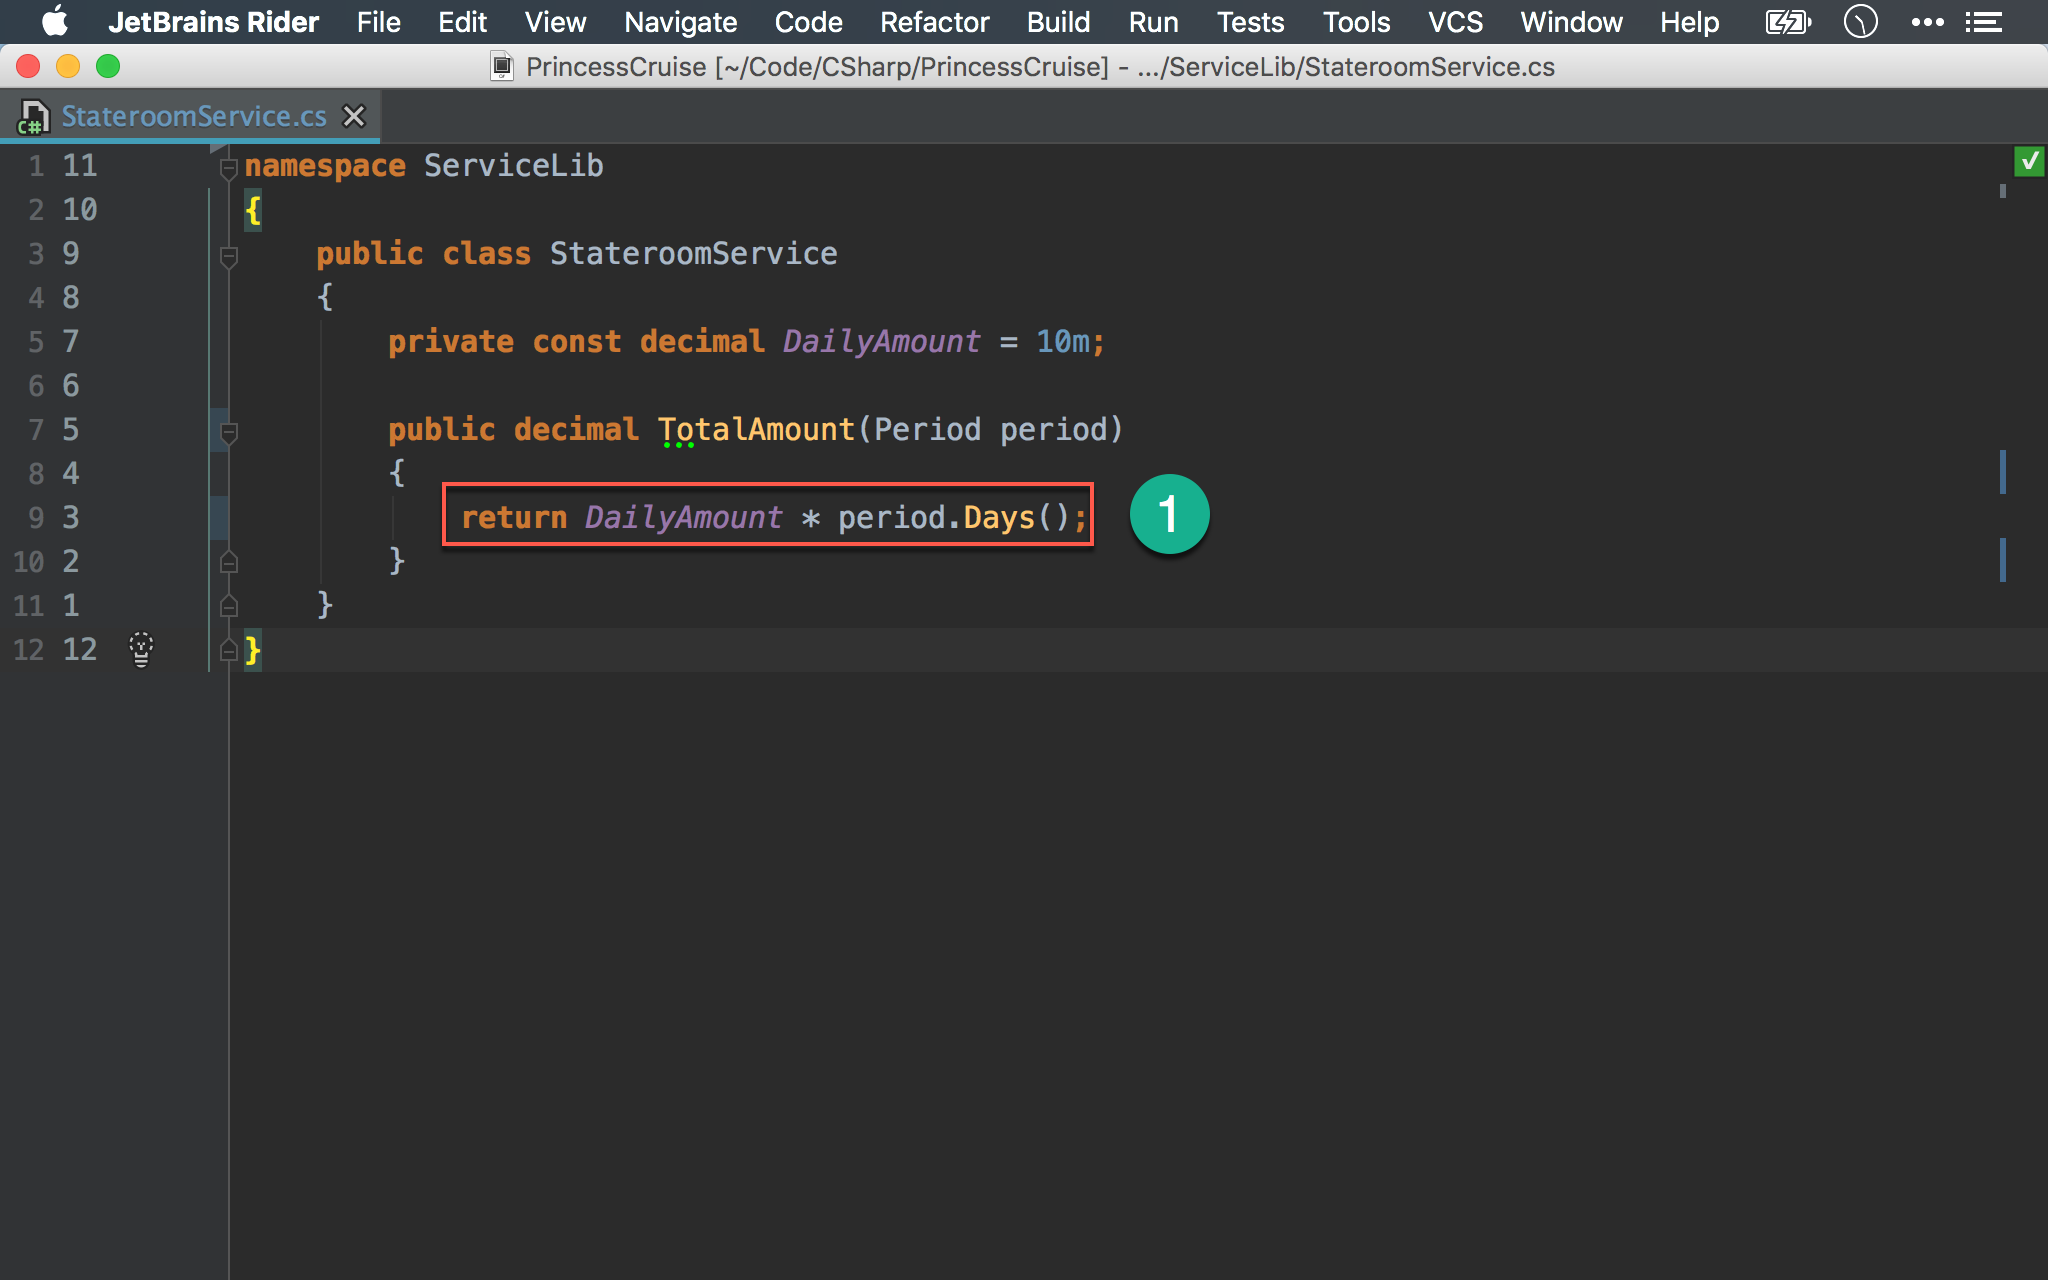 JetBrains Rider File Edit View Navigate Code Refactor Build Run Tests Tools VCS Window Help
PrincessCruise [~/Code/CSharp/PrincessCruise] - .../ServiceLib/StateroomService.cs
C# StateroomService.cs
1 11 namespace ServiceLib
2 10 {
3 9 public class StateroomService
4 8 {
5 7 private const decimal DailyAmount = 10m;
6 6
7 5 public decimal TotalAmount(Period period)
8 4 {
9 3 return DailyAmount * period.Days(); 1
10 2 }
11 1 }
12 12 }